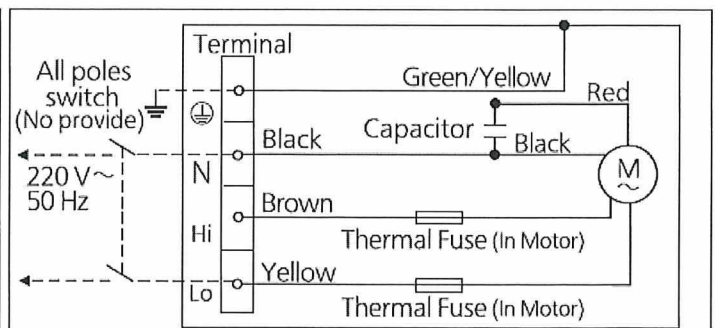 Terminal
All poles
switch
(No provide)
Green/Yellow
Red
Capacitor
Black
Black
N
M
~
220 V~
50 Hz
Brown
Hi
Thermal Fuse (In Motor)
Yellow
Lo
Thermal Fuse (In Motor)